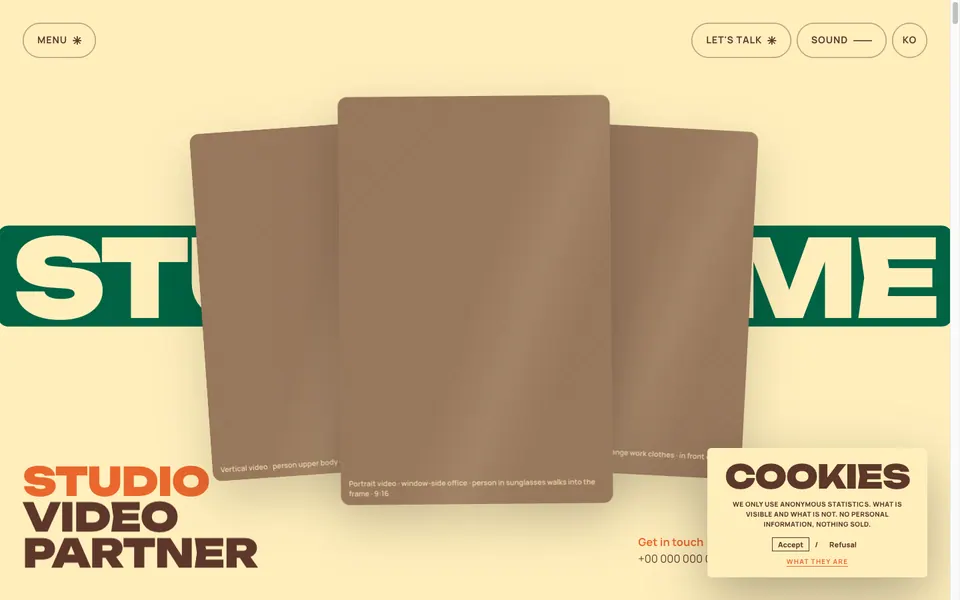 MENU
LET'S TALK
SOUND
KO
ST
ME
Vertical video · person upper body
Portrait video · window-side office · person in sunglasses walks into the
frame · 9:16
work clothes · in front
STUDIO
VIDEO
PARTNER
Get in touch
+00 000 000
COOKIES
WE ONLY USE ANONYMOUS STATISTICS. WHAT IS
VISIBLE AND WHAT IS NOT. NO PERSONAL
INFORMATION, NOTHING SOLD.
Accept / Refusal
WHAT THEY ARE